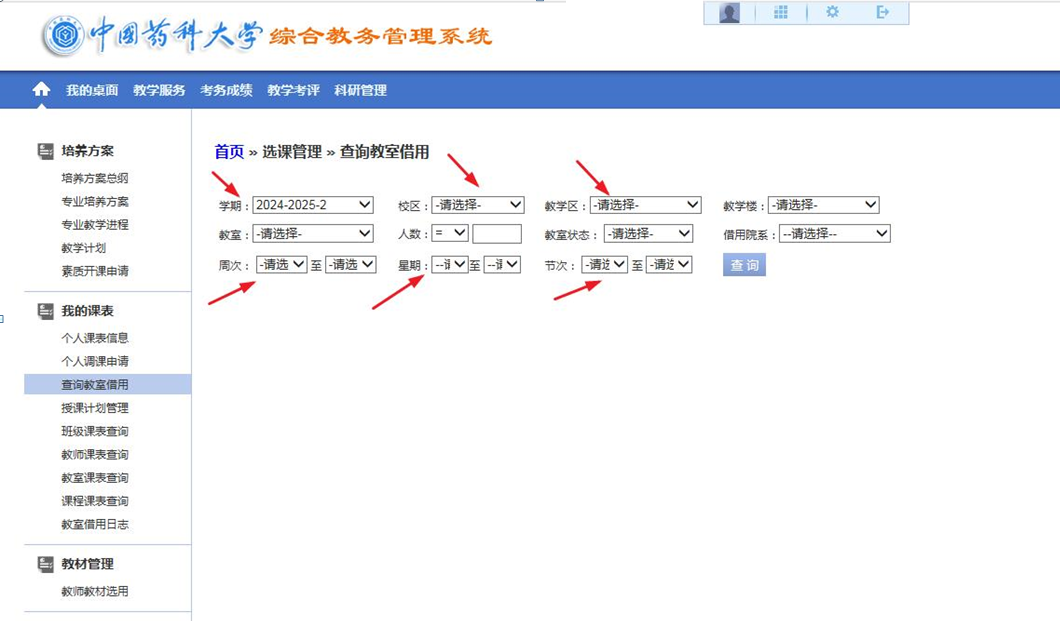 中国药科大学 综合教务管理系统
我的桌面 教学服务 考务成绩 教学考评 科研管理
培养方案
培养方案总纲
专业培养方案
专业教学进程
教学计划
素质开课申请
我的课表
个人课表信息
个人调课申请
查询教室借用
授课计划管理
班级课表查询
教师课表查询
教室课表查询
课程课表查询
教室借用日志
教材管理
教师教材选用
首页 » 选课管理 » 查询教室借用
学期：2024-2025-2 校区：-请选择- 教学区：-请选择- 教学楼：-请选择-
教室：-请选择- 人数：= 教室状态：-请选择- 借用院系：--请选择--
周次：-请选 至 -请选 星期：--请 至 --请 节次：-请选 至 -请选 查 询